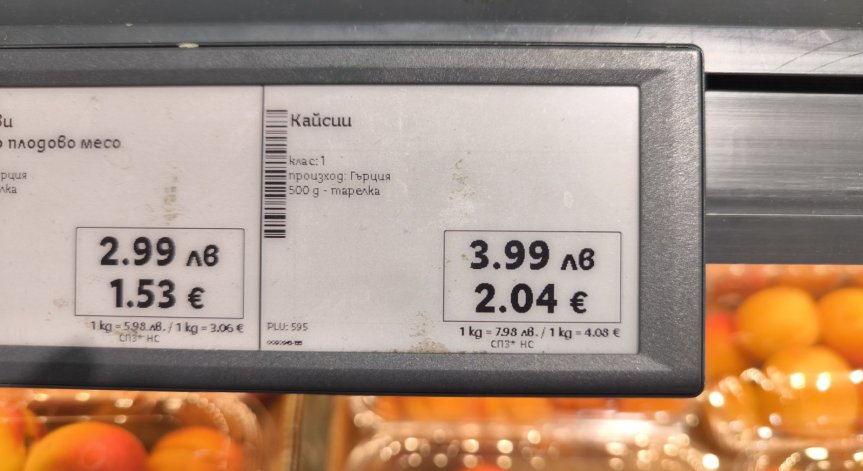 плодово месо
2.99 лв
1.53 €
1 kg = 5.98 лв. / 1 kg = 3.06 €
СПЗ* НС
Кайсии
клас: 1
произход: Гърция
500 g - тарелка
3.99 лв
2.04 €
PLU: 595
1 kg = 7.98 лв. / 1 kg = 4.08 €
СПЗ* НС